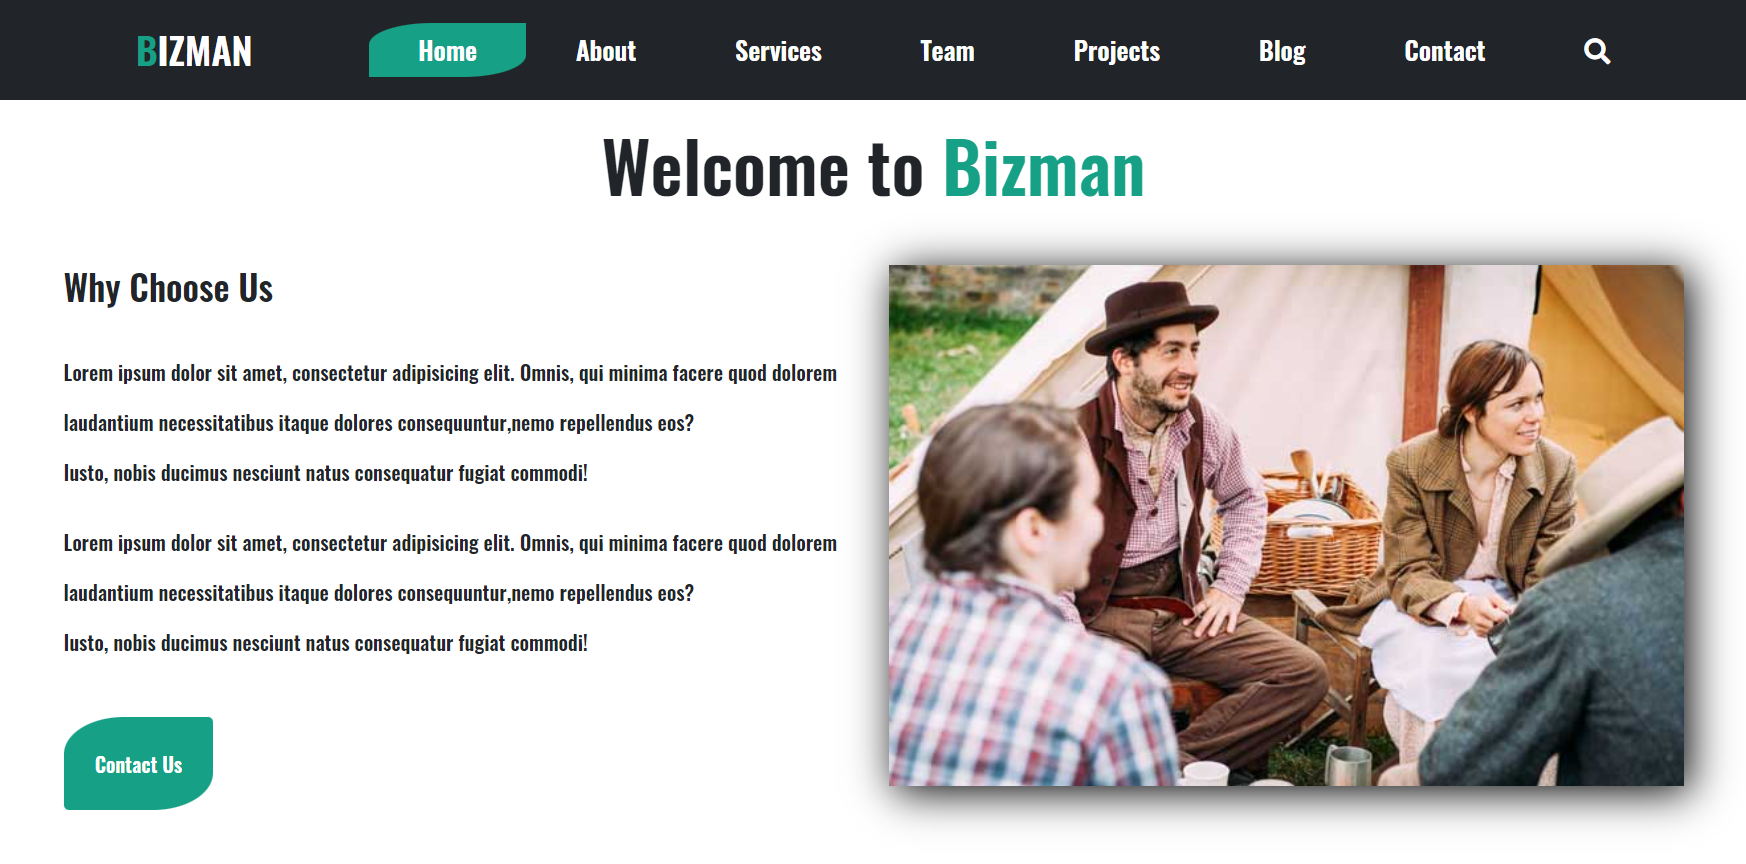 BIZMAN
Home
About
Services
Team
Projects
Blog
Contact
Welcome to Bizman
Why Choose Us
Lorem ipsum dolor sit amet, consectetur adipisicing elit. Omnis, qui minima facere quod dolorem
laudantium necessitatibus itaque dolores consequuntur,nemo repellendus eos?
Iusto, nobis ducimus nesciunt natus consequatur fugiat commodi!
Lorem ipsum dolor sit amet, consectetur adipisicing elit. Omnis, qui minima facere quod dolorem
laudantium necessitatibus itaque dolores consequuntur,nemo repellendus eos?
Iusto, nobis ducimus nesciunt natus consequatur fugiat commodi!
Contact Us